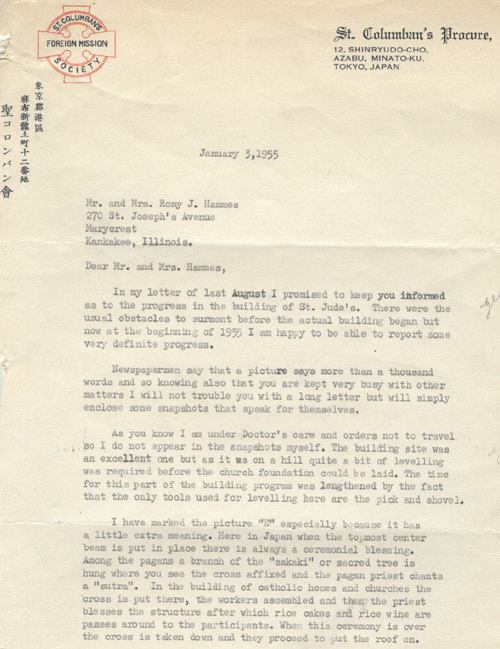 ST. COLUMBAN'S
FOREIGN MISSION
SOCIETY
St. Columban's Procure,
12, SHINRYUDO-CHO,
AZABU, MINATO-KU,
TOKYO, JAPAN
東京都港區
麻布新龍土町十二番地
聖コロンバン會
January 3,1955
Mr. and Mrs. Romy J. Hammes
270 St. Joseph's Avenue
Marycrest
Kankakee, Illinois.
Dear Mr. and Mrs. Hammes,
In my letter of last August I promised to keep you informed
as to the progress in the building of St. Jude's. There were the
usual obstacles to surmont before the actual building began but
now at the beginning of 1955 I am happy to be able to report some
very definite progress.
Newspapermen say that a picture says more than a thousand
words and so knowing also that you are kept very busy with other
matters I will not trouble you with a long letter but will simply
enclose some snapshots that speak for themselves.
As you know I am under Doctor's care and orders not to travel
so I do not appear in the snapshots myself. The building site was
an excellent one but as it was on a hill quite a bit of levelling
was required before the church foundation could be laid. The time
for this part of the building program was lengthened by the fact
that the only tools used for levelling here are the pick and shovel.
I have marked the picture "E" especially because it has
a little extra meaning. Here in Japan when the topmost center
beam is put in place there is always a ceremonial blessing.
Among the pagans a branch of the "sakaki" or sacred tree is
hung where you see the cross affixed and the pagan priest chants
a "sutra". In the building of catholic homes and churches the
cross is put there, the workers assembled and then the priest
blesses the structure after which rice cakes and rice wine are
passes around to the participants. When this ceremony is over
the cross is taken down and they proceed to put the roof on.